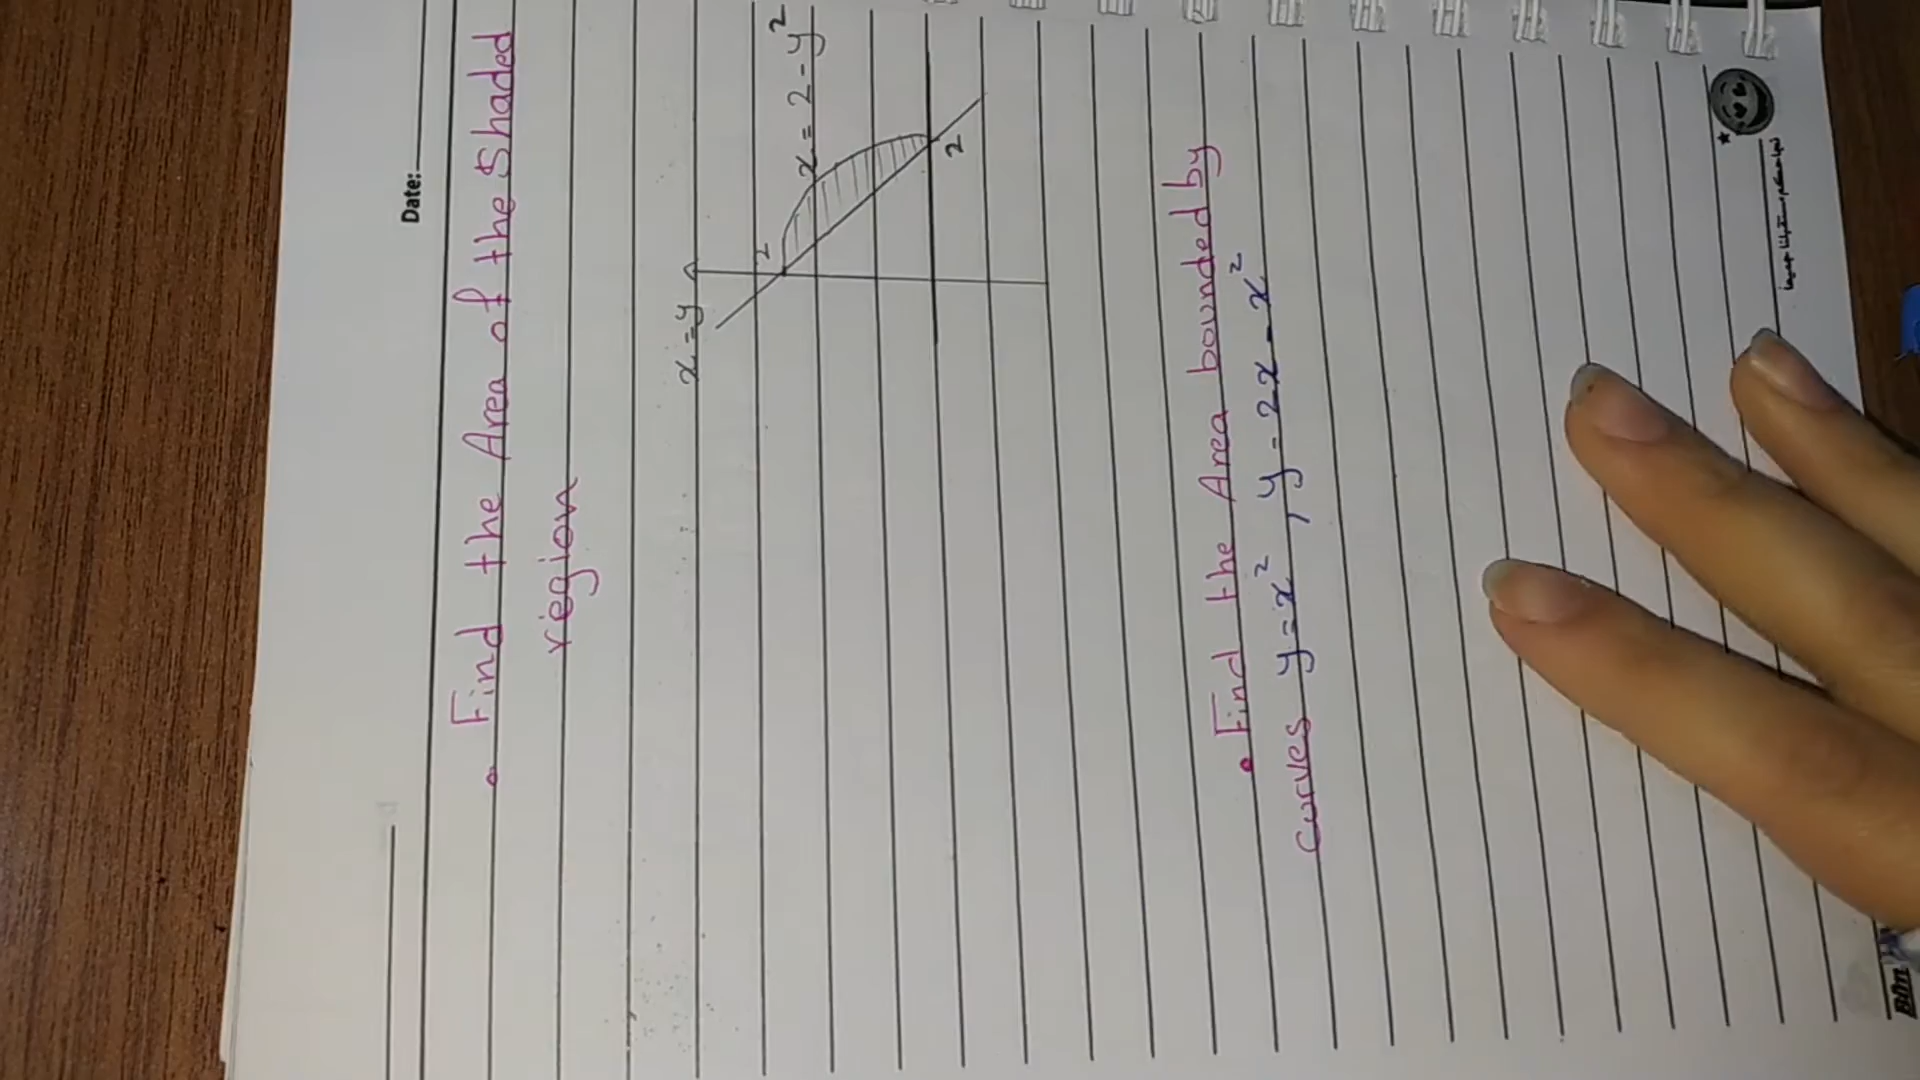 Date:
• Find the Area of the Shaded
region
x = y
x = 2 - y²
2
2
• Find the Area bounded by
Curves y = x² , y = 2x - x²